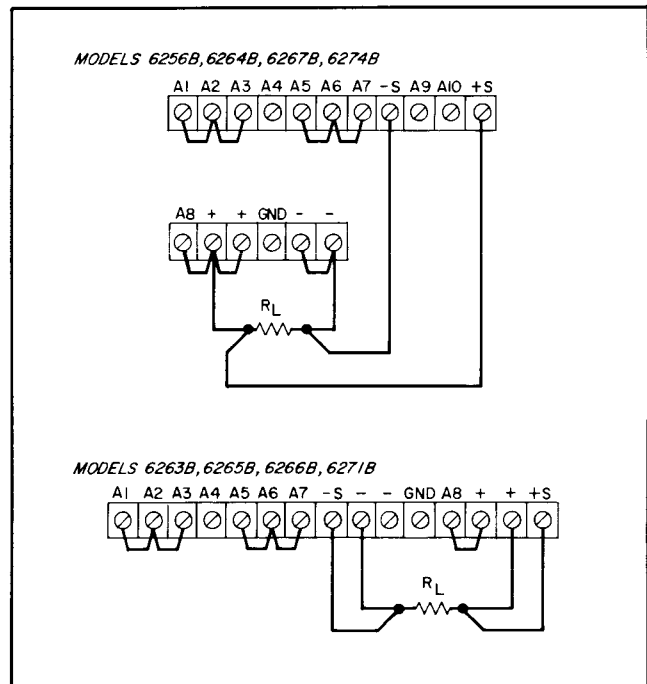 MODELS 6256B, 6264B, 6267B, 6274B
A1 A2 A3 A4 A5 A6 A7 -S A9 A10 +S
A8 + + GND - -
RL
MODELS 6263B, 6265B, 6266B, 6271B
A1 A2 A3 A4 A5 A6 A7 -S - - GND A8 + + +S
RL